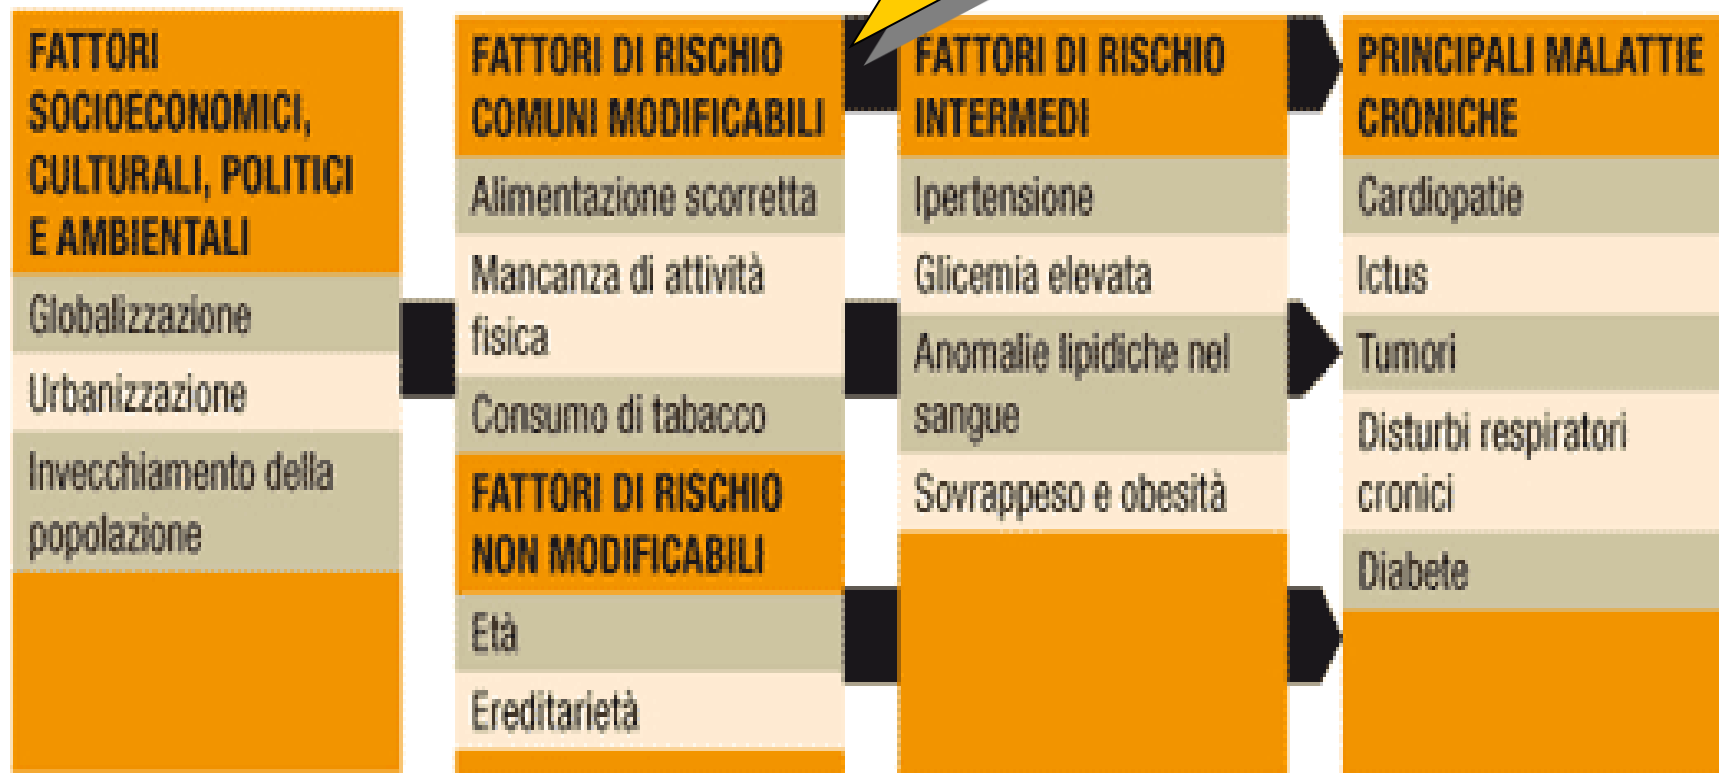 FATTORI
SOCIOECONOMICI,
CULTURALI, POLITICI
E AMBIENTALI
Globalizzazione
Urbanizzazione
Invecchiamento della
popolazione
FATTORI DI RISCHIO
COMUNI MODIFICABILI
Alimentazione scorretta
Mancanza di attività
fisica
Consumo di tabacco
FATTORI DI RISCHIO
NON MODIFICABILI
Età
Ereditarietà
FATTORI DI RISCHIO
INTERMEDI
Ipertensione
Glicemia elevata
Anomalie lipidiche nel
sangue
Sovrappeso e obesità
PRINCIPALI MALATTIE
CRONICHE
Cardiopatie
Ictus
Tumori
Disturbi respiratori
cronici
Diabete